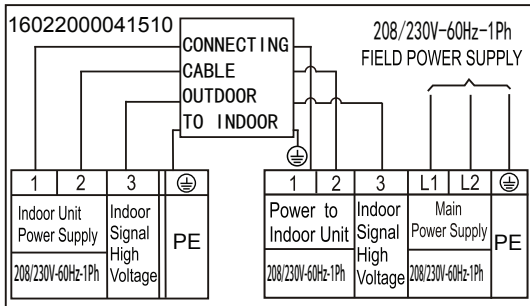 16022000041510
CONNECTING
CABLE
OUTDOOR
TO INDOOR
208/230V-60Hz-1Ph
FIELD POWER SUPPLY
1 2 3
Indoor Unit
Power Supply
208/230V-60Hz-1Ph
Indoor
Signal
High
Voltage
PE
1 2 3 L1 L2
Power to
Indoor Unit
208/230V-60Hz-1Ph
Indoor
Signal
High
Voltage
Main
Power Supply
208/230V-60Hz-1Ph
PE